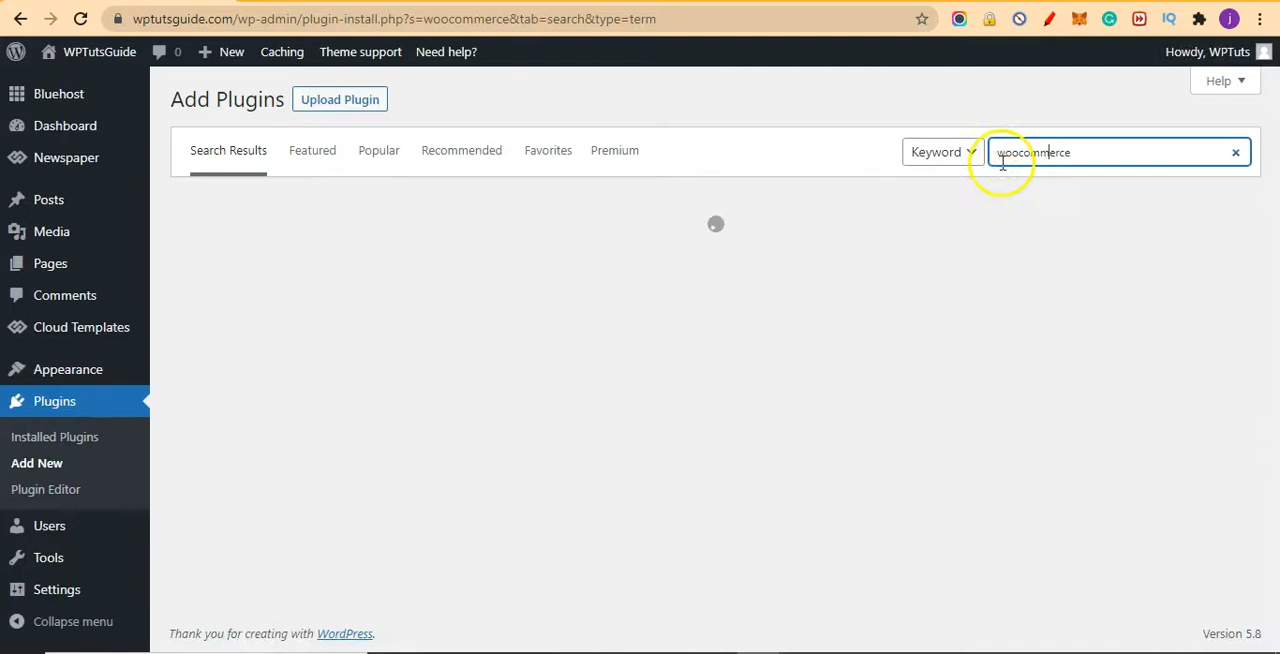 wptutsguide.com/wp-admin/plugin-install.php?s=woocommerce&tab=search&type=term
IQ
j
WPTutsGuide 0 New Caching Theme support Need help? Howdy, WPTuts
Bluehost
Dashboard
Newspaper
Posts
Media
Pages
Comments
Cloud Templates
Appearance
Plugins
Installed Plugins
Add New
Plugin Editor
Users
Tools
Settings
Collapse menu
Help
Add Plugins Upload Plugin
Search Results Featured Popular Recommended Favorites Premium Keyword woocommerce
Thank you for creating with WordPress. Version 5.8